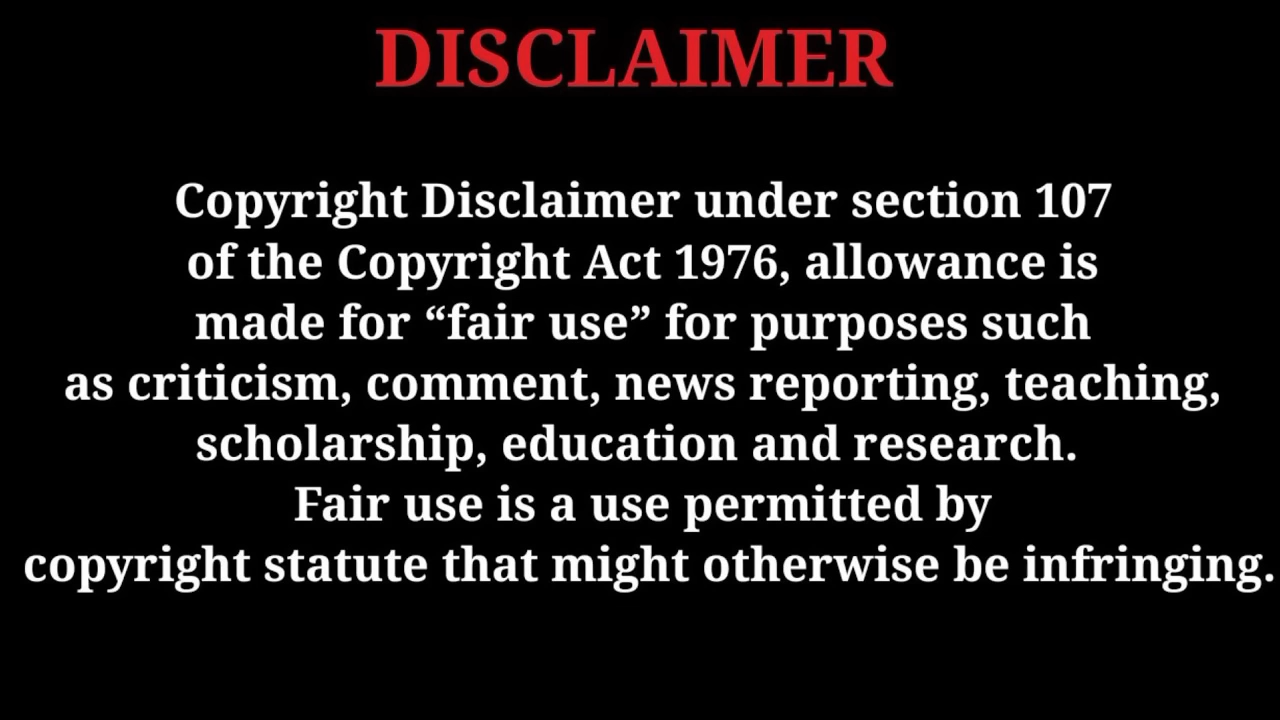 DISCLAIMER
Copyright Disclaimer under section 107
of the Copyright Act 1976, allowance is
made for “fair use” for purposes such
as criticism, comment, news reporting, teaching,
scholarship, education and research.
Fair use is a use permitted by
copyright statute that might otherwise be infringing.